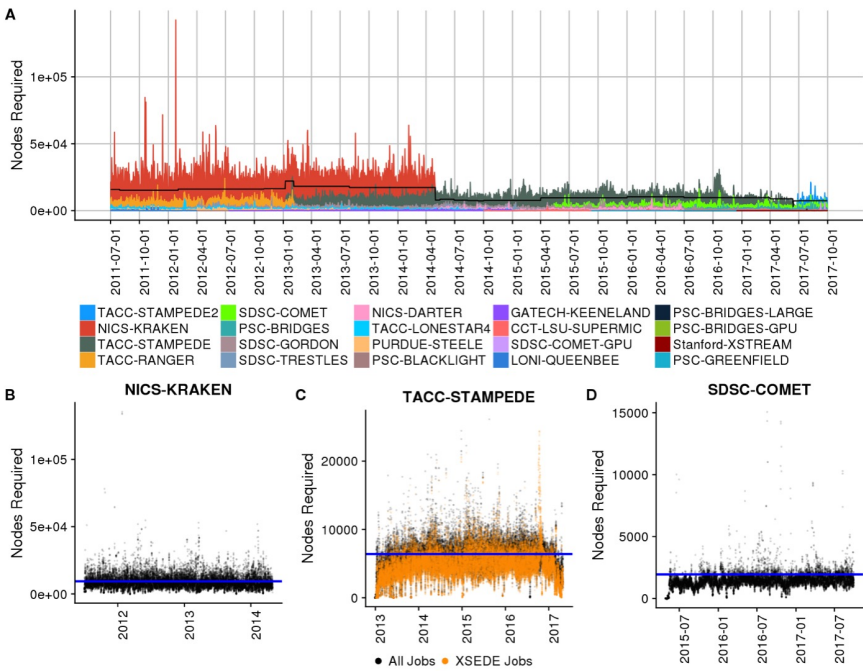 A
Nodes Required
1e+05
5e+04
0e+00
2011-07-01
2011-10-01
2012-01-01
2012-04-01
2012-07-01
2012-10-01
2013-01-01
2013-04-01
2013-07-01
2013-10-01
2014-01-01
2014-04-01
2014-07-01
2014-10-01
2015-01-01
2015-04-01
2015-07-01
2015-10-01
2016-01-01
2016-04-01
2016-07-01
2016-10-01
2017-01-01
2017-04-01
2017-07-01
2017-10-01
TACC-STAMPEDE2 SDSC-COMET NICS-DARTER GATECH-KEENELAND PSC-BRIDGES-LARGE
NICS-KRAKEN PSC-BRIDGES TACC-LONESTAR4 CCT-LSU-SUPERMIC PSC-BRIDGES-GPU
TACC-STAMPEDE SDSC-GORDON PURDUE-STEELE SDSC-COMET-GPU Stanford-XSTREAM
TACC-RANGER SDSC-TRESTLES PSC-BLACKLIGHT LONI-QUEENBEE PSC-GREENFIELD
B
NICS-KRAKEN
Nodes Required
1e+05
5e+04
0e+00
2012
2013
2014
C
TACC-STAMPEDE
Nodes Required
20000
10000
0
2013
2014
2015
2016
2017
All Jobs XSEDE Jobs
D
SDSC-COMET
Nodes Required
15000
10000
5000
0
2015-07
2016-01
2016-07
2017-01
2017-07